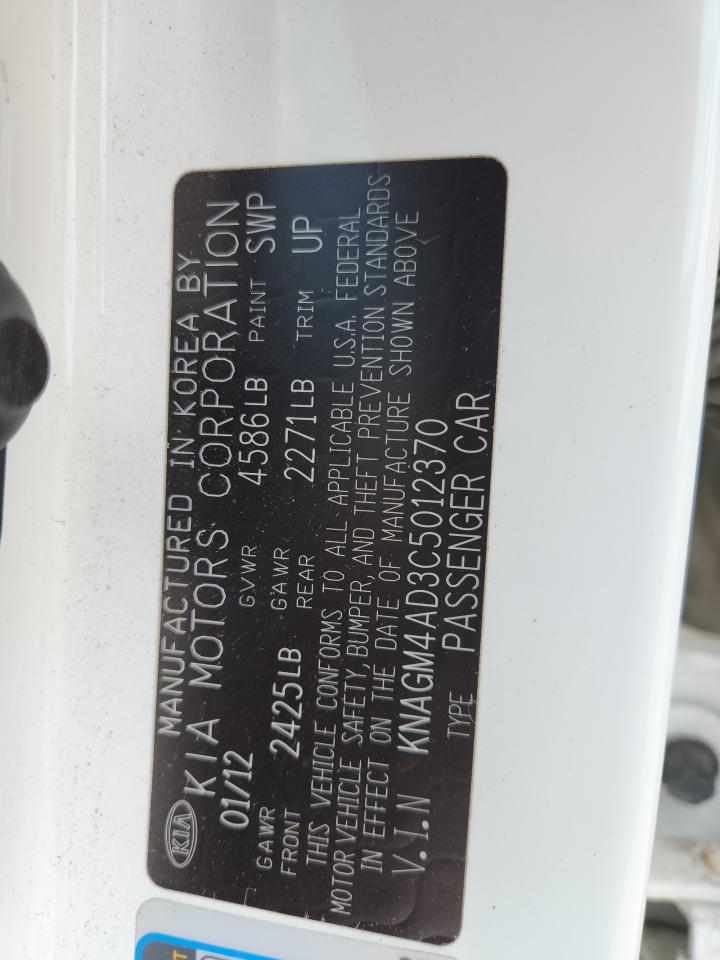 KIA
MANUFACTURED IN KOREA BY
KIA MOTORS CORPORATION
01/12 GVWR 4586LB PAINT SWP
GAWR FRONT 2425LB GAWR REAR 2271LB TRIM UP
THIS VEHICLE CONFORMS TO ALL APPLICABLE U.S.A. FEDERAL
MOTOR VEHICLE SAFETY, BUMPER, AND THEFT PREVENTION STANDARDS
IN EFFECT ON THE DATE OF MANUFACTURE SHOWN ABOVE
V.I.N KNAGM4AD3C5012370
TYPE PASSENGER CAR